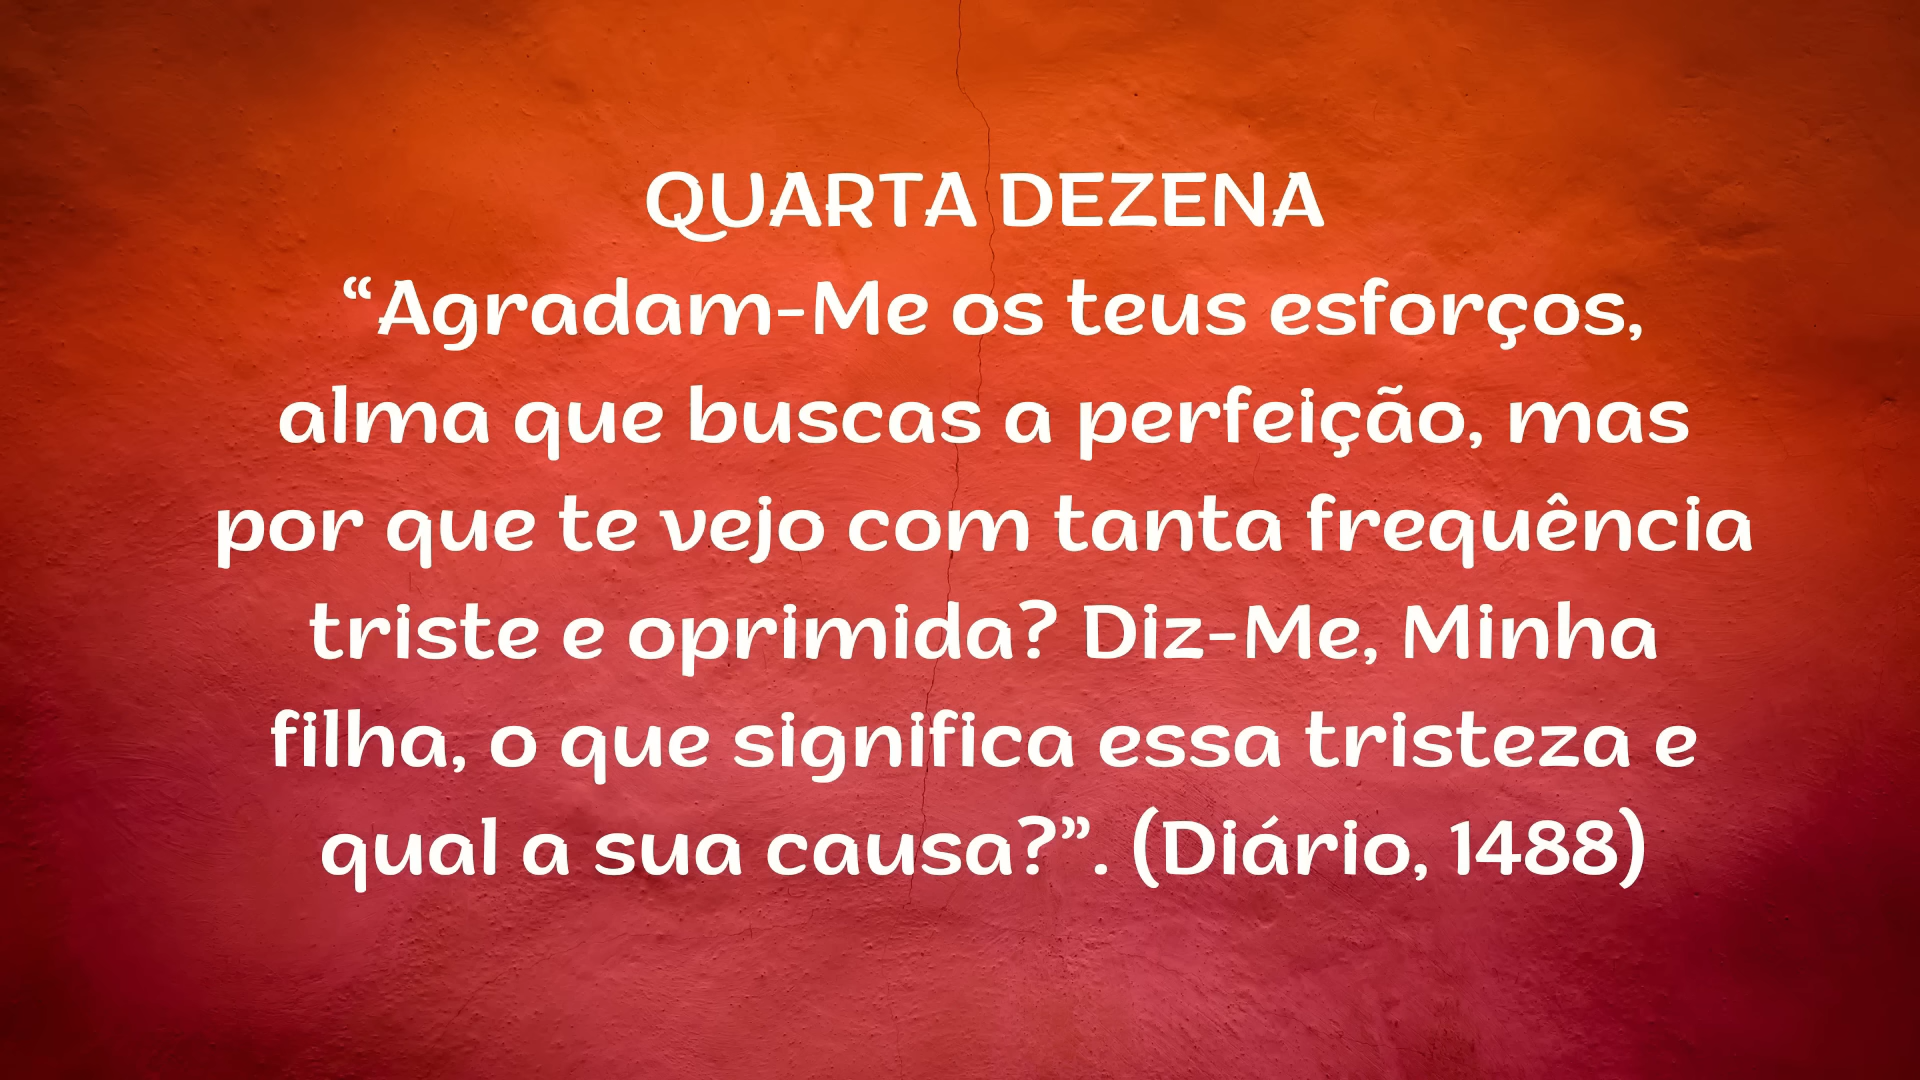 QUARTA DEZENA
“Agradam-Me os teus esforços,
alma que buscas a perfeição, mas
por que te vejo com tanta frequência
triste e oprimida? Diz-Me, Minha
filha, o que significa essa tristeza e
qual a sua causa?”. (Diário, 1488)